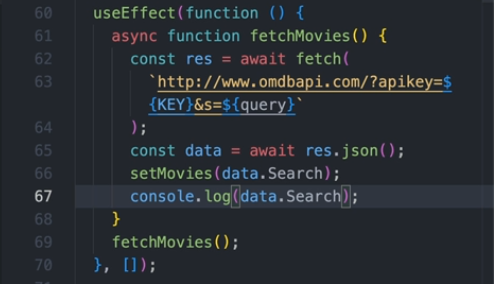 60 useEffect(function () {
61 async function fetchMovies() {
62 const res = await fetch(
63 `http://www.omdbapi.com/?apikey=$
{KEY}&s=${query}`
64 );
65 const data = await res.json();
66 setMovies(data.Search);
67 console.log(data.Search);
68 }
69 fetchMovies();
70 }, []);